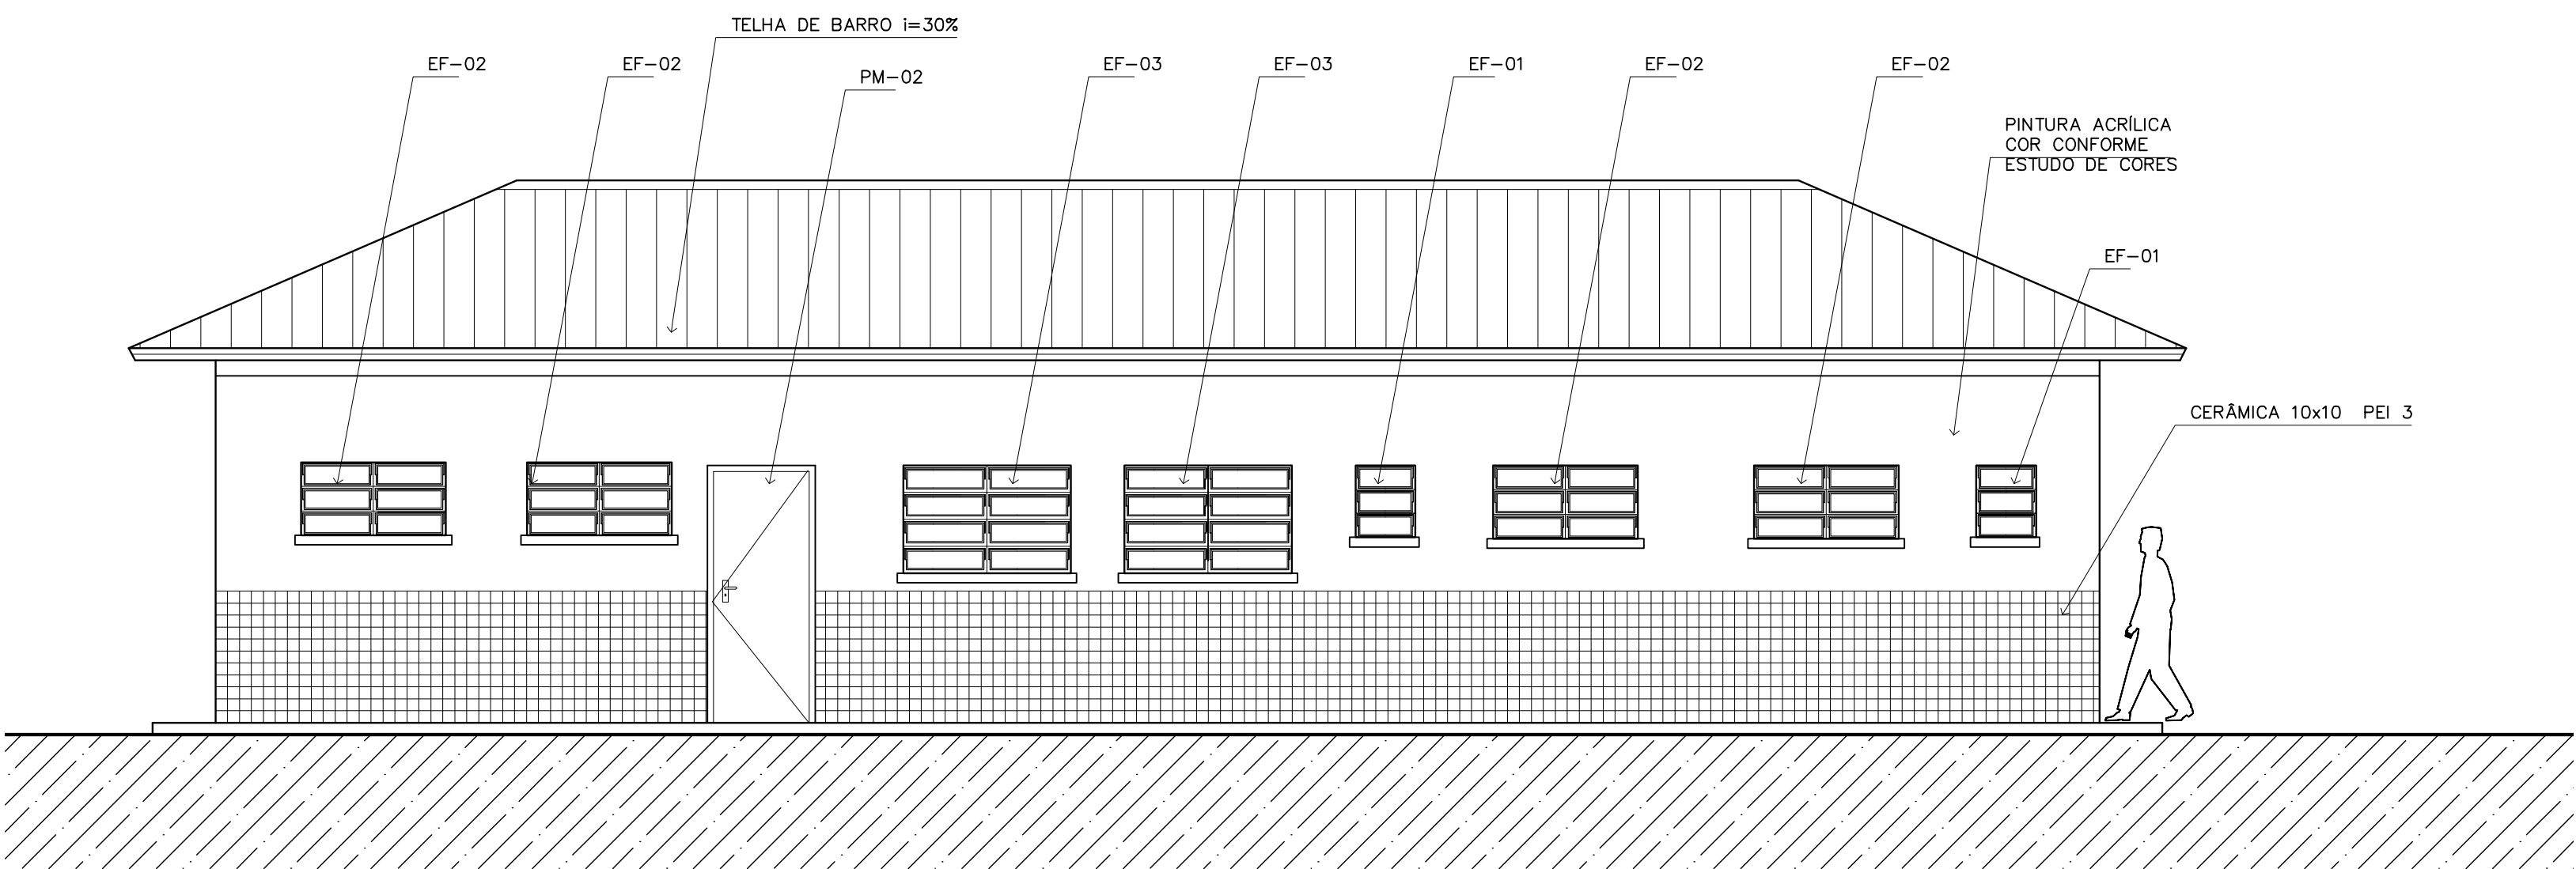 TELHA DE BARRO i=30%
EF-02
EF-02
PM-02
EF-03
EF-03
EF-01
EF-02
EF-02
PINTURA ACRÍLICA
COR CONFORME
ESTUDO DE CORES
EF-01
CERÂMICA 10x10 PEI 3